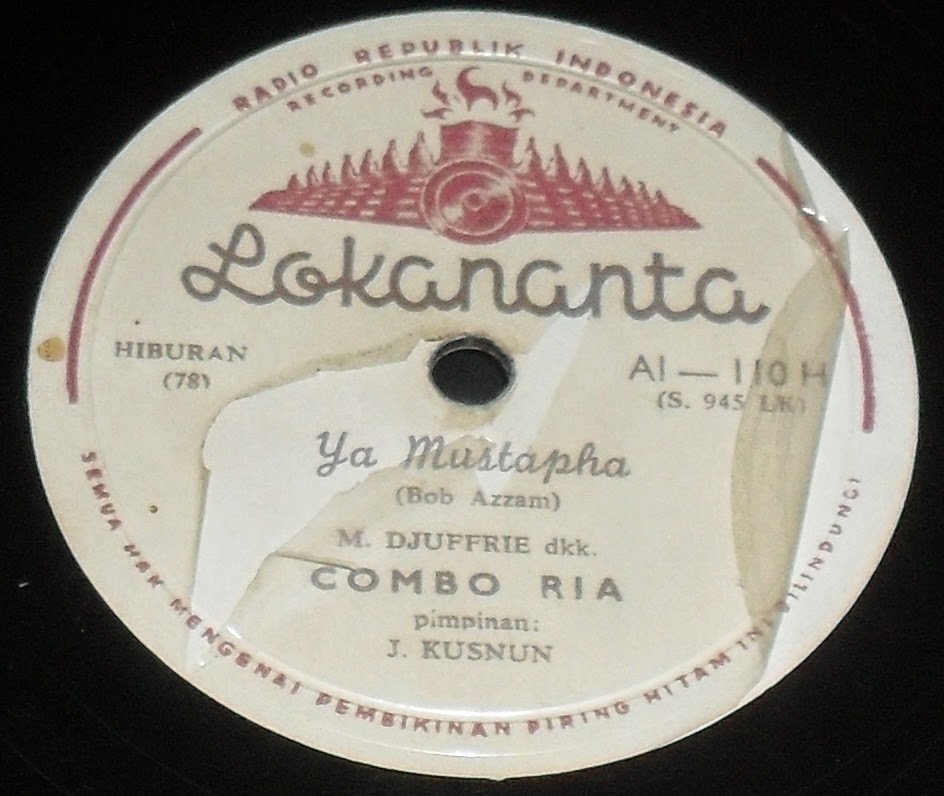 RADIO REPUBLIK INDONESIA
RECORDING DEPARTMENT
Lokananta
HIBURAN
(78)
AI — 110 H
(S. 945 LK)
Ya Mustapha
(Bob Azzam)
M. DJUFFRIE dkk.
COMBO RIA
pimpinan:
J. KUSNUN
SEMUA HAK MENGENAI PEMBIKINAN PIRING HITAM INI DILINDUNGI